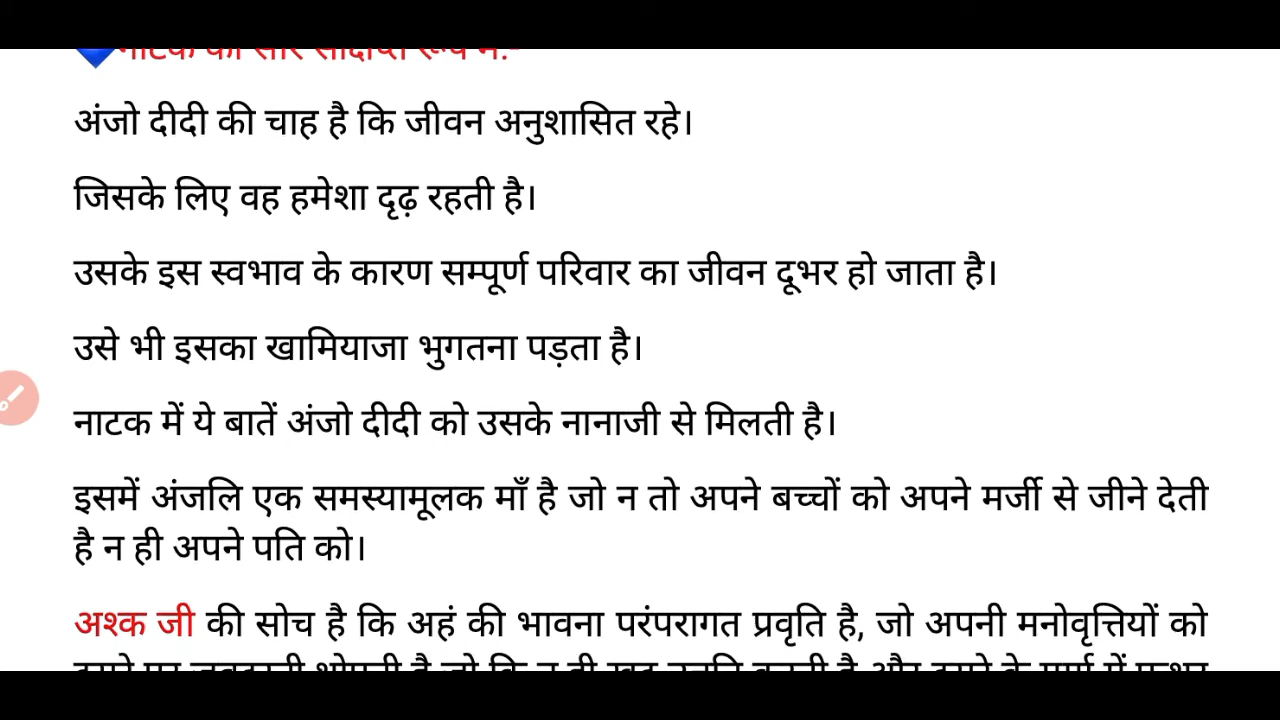 नाटक का सार संक्षिप्त रूप में:-
अंजो दीदी की चाह है कि जीवन अनुशासित रहे।
जिसके लिए वह हमेशा दृढ़ रहती है।
उसके इस स्वभाव के कारण सम्पूर्ण परिवार का जीवन दूभर हो जाता है।
उसे भी इसका खामियाजा भुगतना पड़ता है।
नाटक में ये बातें अंजो दीदी को उसके नानाजी से मिलती है।
इसमें अंजलि एक समस्यामूलक माँ है जो न तो अपने बच्चों को अपने मर्जी से जीने देती
है न ही अपने पति को।
अश्क जी की सोच है कि अहं की भावना परंपरागत प्रवृति है, जो अपनी मनोवृत्तियों को